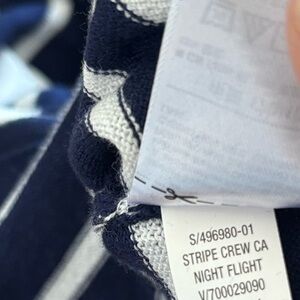 S/496980-01
STRIPE CREW CA
NIGHT FLIGHT
V/700029090